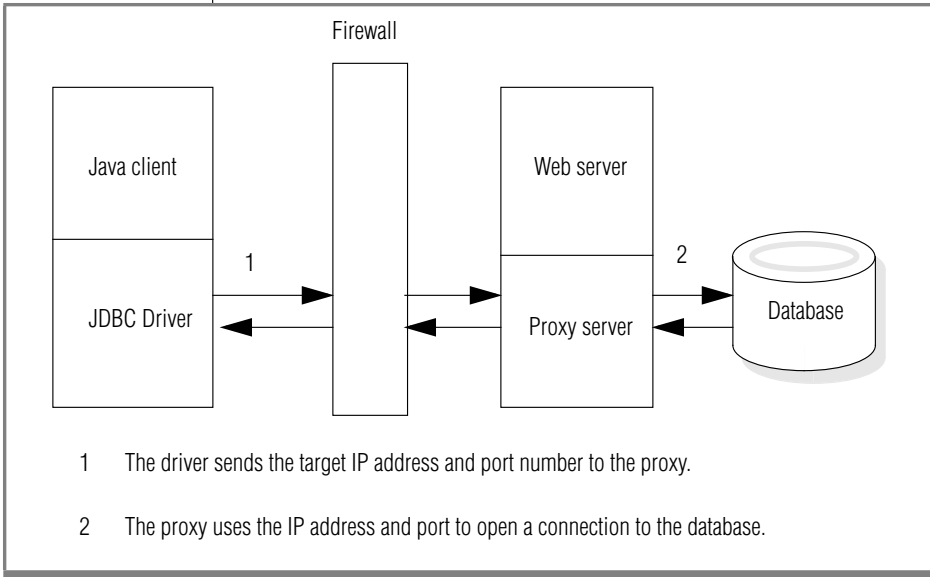 Firewall
Java client
Web server
1
2
JDBC Driver
Proxy server
Database
1 The driver sends the target IP address and port number to the proxy.
2 The proxy uses the IP address and port to open a connection to the database.